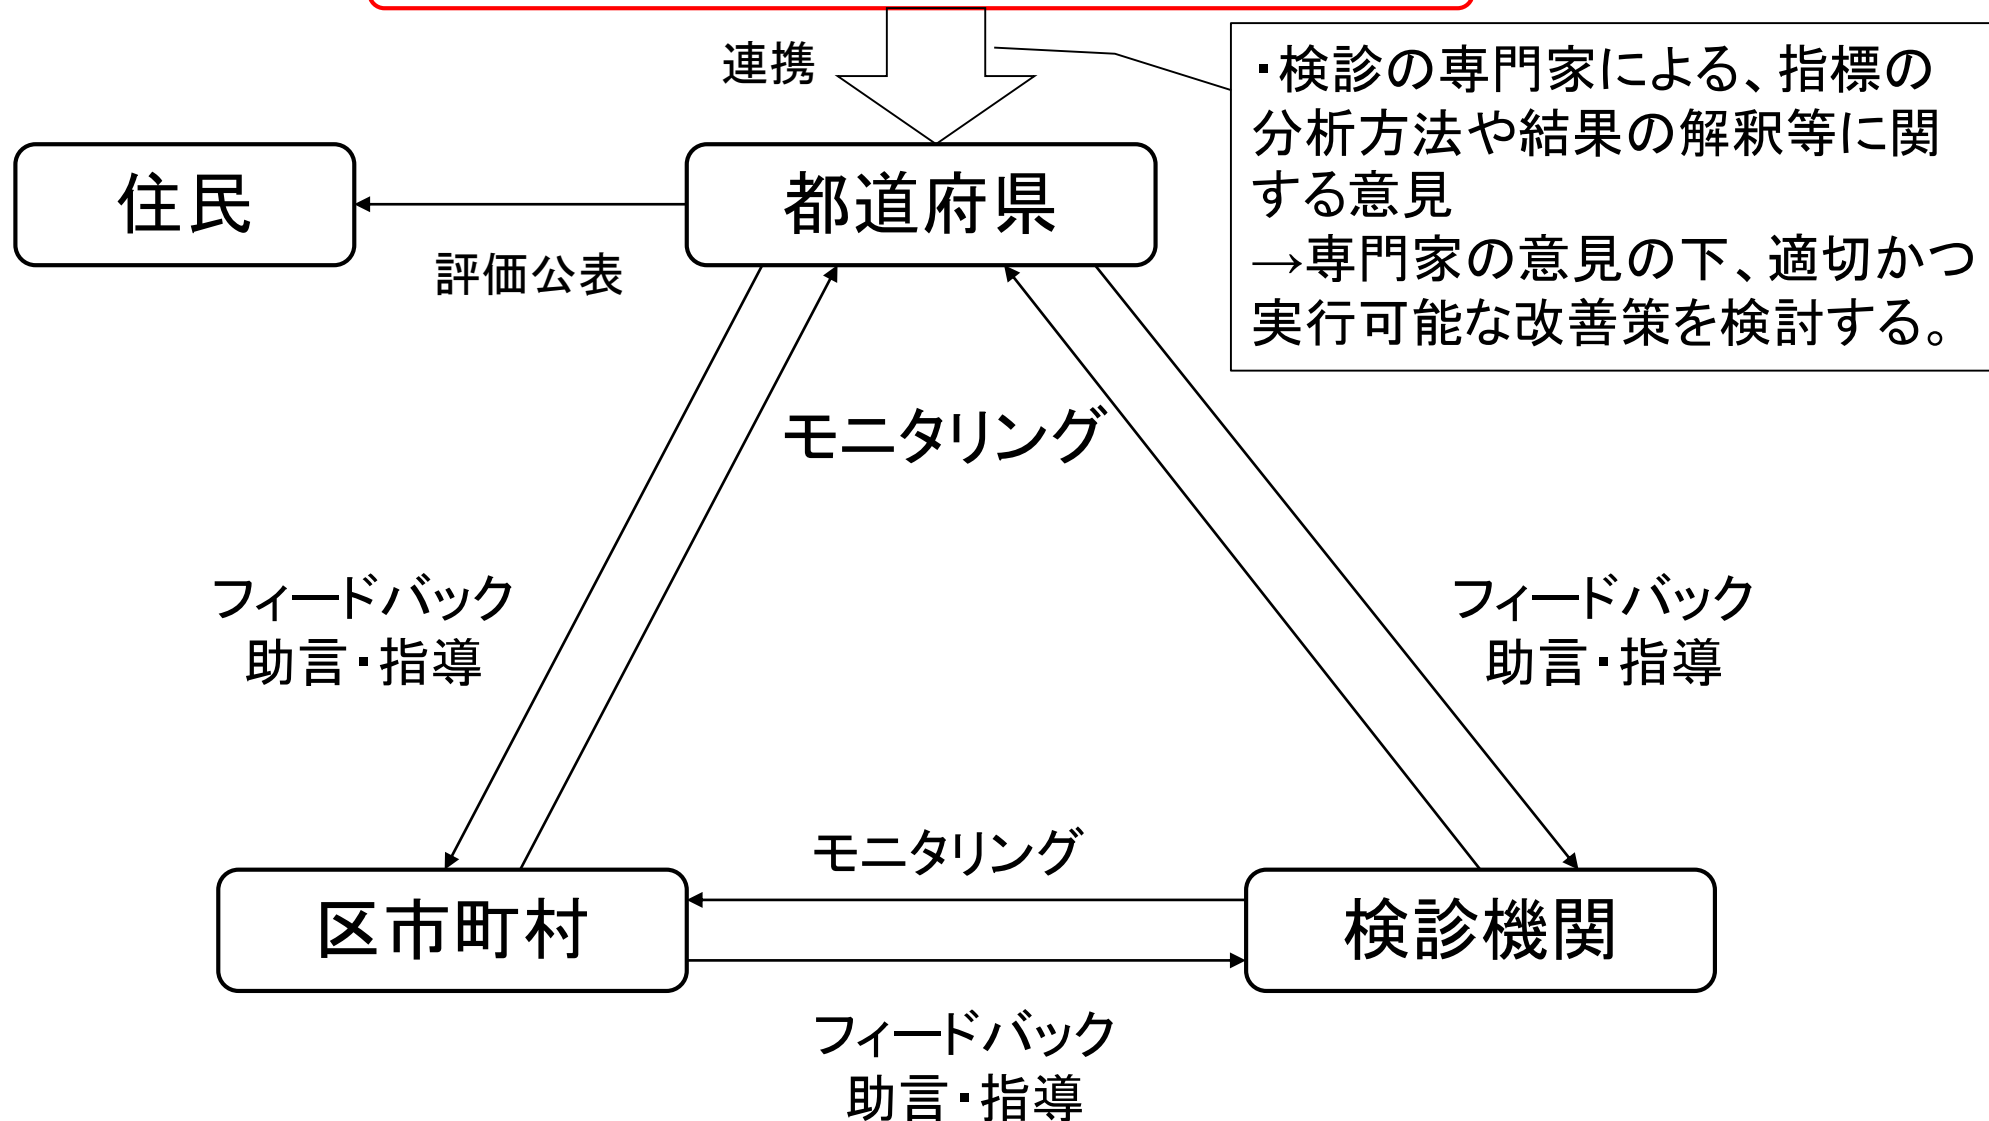 連携
・検診の専門家による、指標の
分析方法や結果の解釈等に関
する意見
→専門家の意見の下、適切かつ
実行可能な改善策を検討する。
住民
都道府県
評価公表
モニタリング
フィードバック
助言・指導
フィードバック
助言・指導
モニタリング
区市町村
検診機関
フィードバック
助言・指導